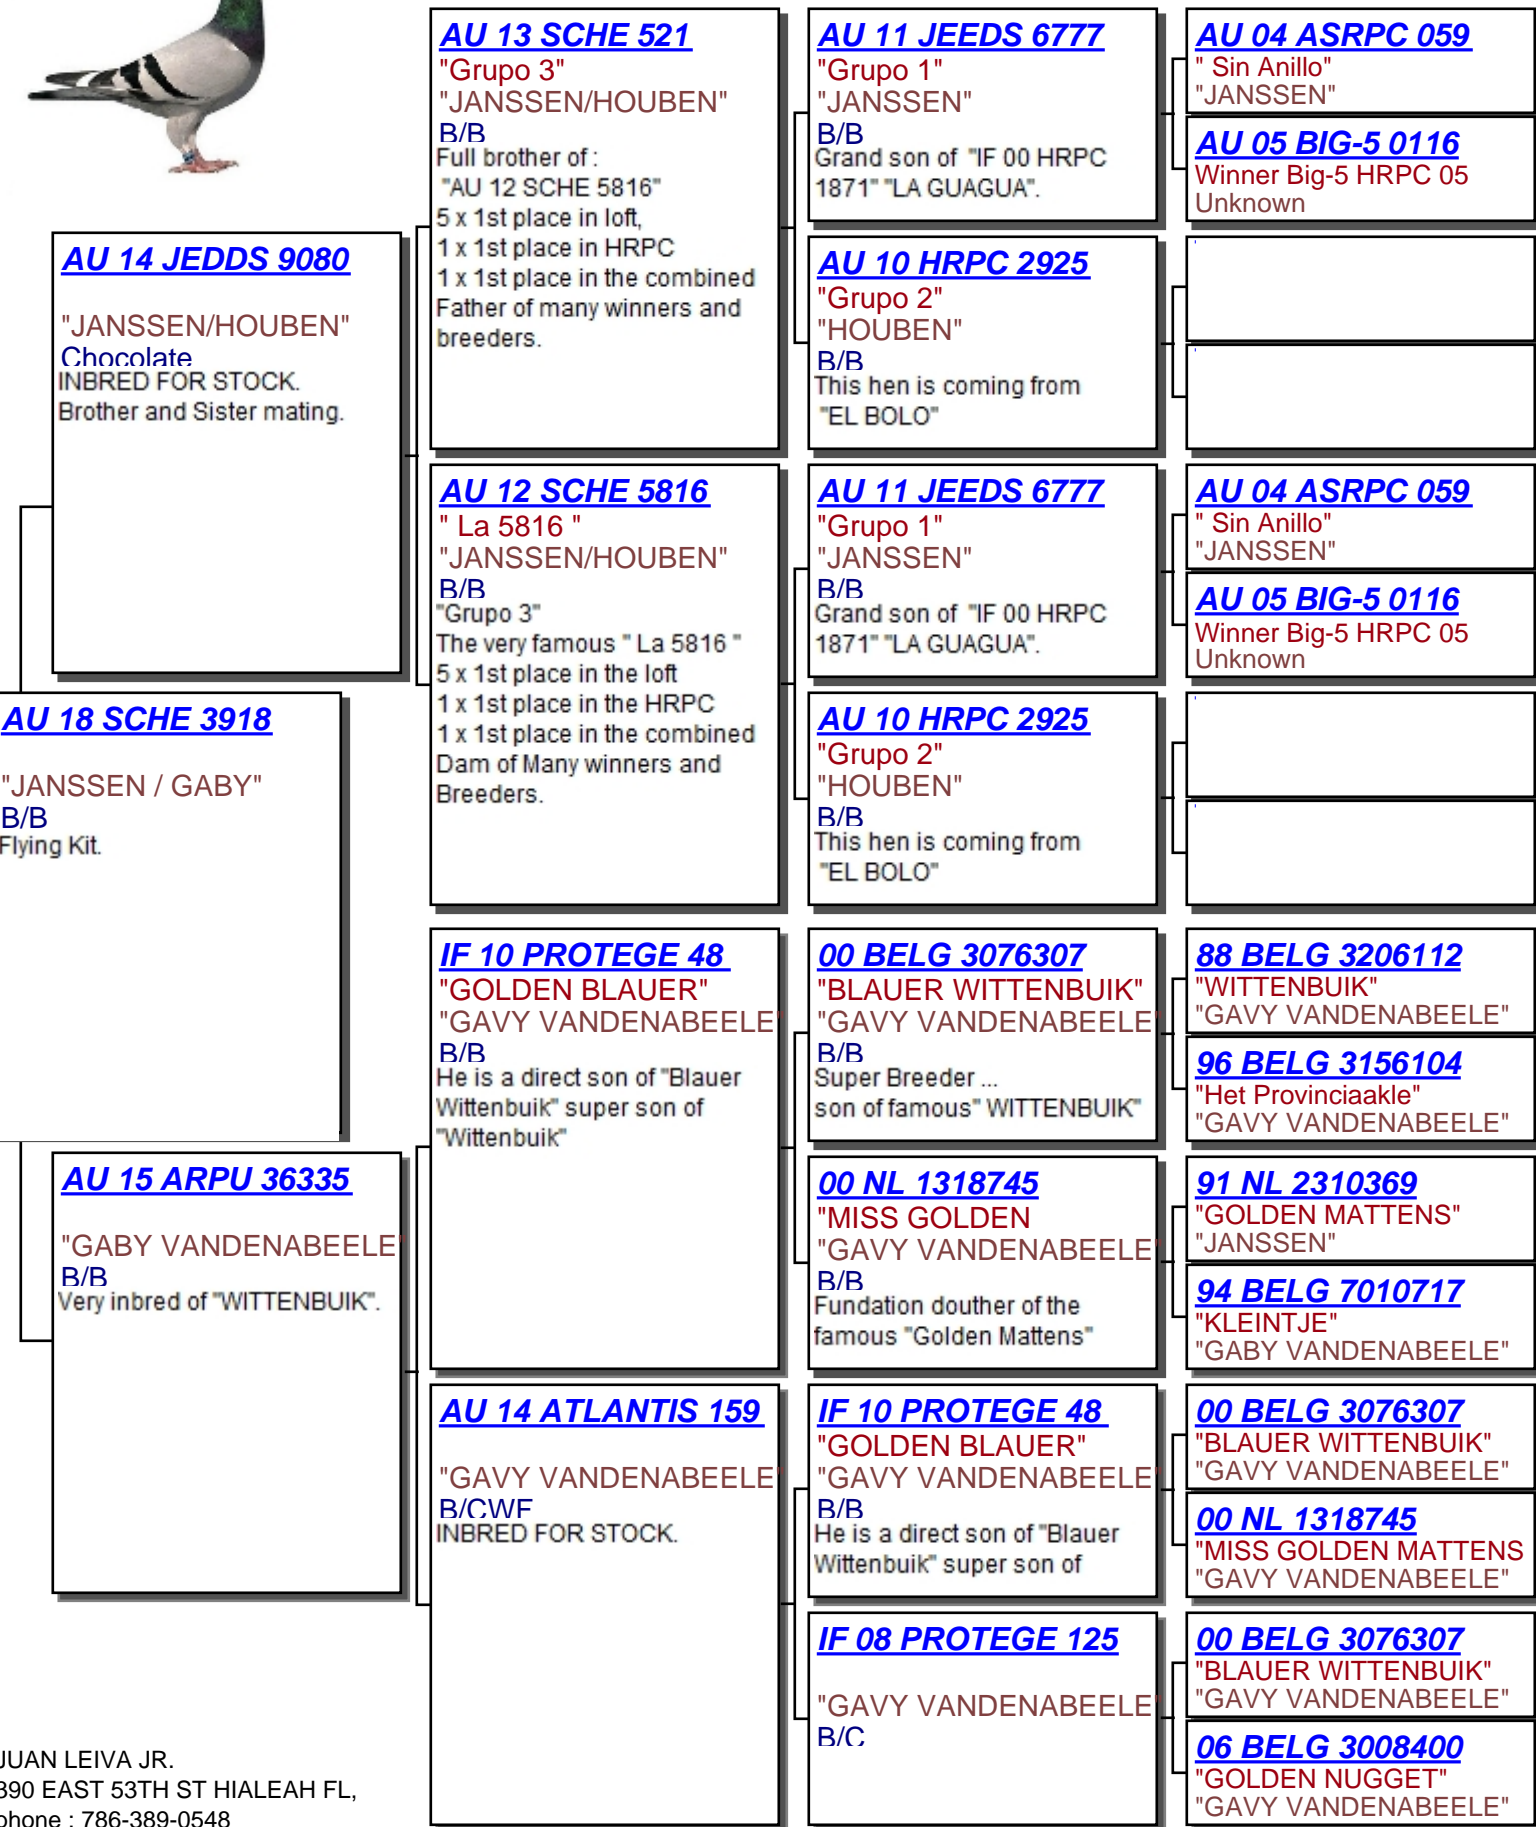 AU 18 SCHE 3918
"JANSSEN / GABY"
B/B
Flying Kit.
AU 14 JEDDS 9080
"JANSSEN/HOUBEN"
Chocolate
INBRED FOR STOCK.
Brother and Sister mating.
AU 15 ARPU 36335
"GABY VANDENABEELE"
B/B
Very inbred of "WITTENBUIK".
AU 13 SCHE 521
"Grupo 3"
"JANSSEN/HOUBEN"
B/B
Full brother of :
"AU 12 SCHE 5816"
5 x 1st place in loft,
1 x 1st place in HRPC
1 x 1st place in the combined
Father of many winners and
breeders.
AU 12 SCHE 5816
" La 5816 "
"JANSSEN/HOUBEN"
B/B
"Grupo 3"
The very famous " La 5816 "
5 x 1st place in the loft
1 x 1st place in the HRPC
1 x 1st place in the combined
Dam of Many winners and
Breeders.
IF 10 PROTEGE 48
"GOLDEN BLAUER"
"GAVY VANDENABEELE"
B/B
He is a direct son of "Blauer
Wittenbuik" super son of
"Wittenbuik"
AU 14 ATLANTIS 159
"GAVY VANDENABEELE"
B/CWF
INBRED FOR STOCK.
AU 11 JEEDS 6777
"Grupo 1"
"JANSSEN"
B/B
Grand son of "IF 00 HRPC
1871" "LA GUAGUA".
AU 10 HRPC 2925
"Grupo 2"
"HOUBEN"
B/B
This hen is coming from
"EL BOLO"
AU 11 JEEDS 6777
"Grupo 1"
"JANSSEN"
B/B
Grand son of "IF 00 HRPC
1871" "LA GUAGUA".
AU 10 HRPC 2925
"Grupo 2"
"HOUBEN"
B/B
This hen is coming from
"EL BOLO"
00 BELG 3076307
"BLAUER WITTENBUIK"
"GAVY VANDENABEELE"
B/B
Super Breeder ...
son of famous" WITTENBUIK"
00 NL 1318745
"MISS GOLDEN
"GAVY VANDENABEELE"
B/B
Fundation douther of the
famous "Golden Mattens"
IF 10 PROTEGE 48
"GOLDEN BLAUER"
"GAVY VANDENABEELE"
B/B
He is a direct son of "Blauer
Wittenbuik" super son of
IF 08 PROTEGE 125
"GAVY VANDENABEELE"
B/C
AU 04 ASRPC 059
" Sin Anillo"
"JANSSEN"
AU 05 BIG-5 0116
Winner Big-5 HRPC 05
Unknown
AU 04 ASRPC 059
" Sin Anillo"
"JANSSEN"
AU 05 BIG-5 0116
Winner Big-5 HRPC 05
Unknown
88 BELG 3206112
"WITTENBUIK"
"GAVY VANDENABEELE"
96 BELG 3156104
"Het Provinciaakle"
"GAVY VANDENABEELE"
91 NL 2310369
"GOLDEN MATTENS"
"JANSSEN"
94 BELG 7010717
"KLEINTJE"
"GABY VANDENABEELE"
00 BELG 3076307
"BLAUER WITTENBUIK"
"GAVY VANDENABEELE"
00 NL 1318745
"MISS GOLDEN MATTENS
"GAVY VANDENABEELE"
00 BELG 3076307
"BLAUER WITTENBUIK"
"GAVY VANDENABEELE"
06 BELG 3008400
"GOLDEN NUGGET"
"GAVY VANDENABEELE"
JUAN LEIVA JR.
390 EAST 53TH ST HIALEAH FL,
phone : 786-389-0548